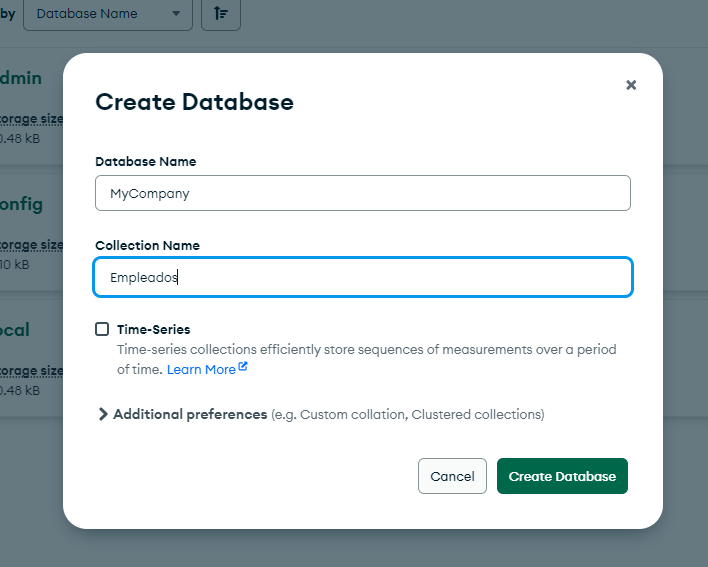 by Database Name
Create Database
Database Name
MyCompany
Collection Name
Empleados
Time-Series
Time-series collections efficiently store sequences of measurements over a period
of time. Learn More
Additional preferences (e.g. Custom collation, Clustered collections)
Cancel Create Database
dmin
torage size
0.48 kB
onfig
torage size
10 kB
ocal
torage size
0.48 kB